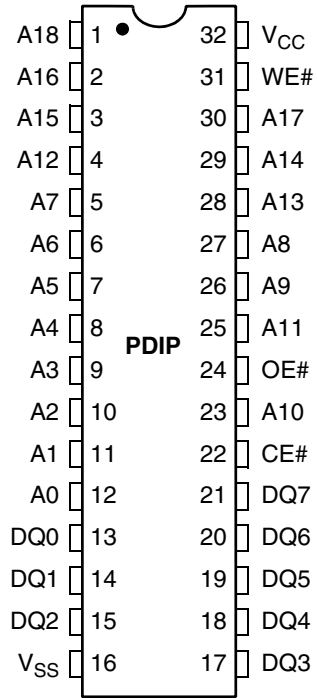 A18 1 32 VCC
A16 2 31 WE#
A15 3 30 A17
A12 4 29 A14
A7 5 28 A13
A6 6 27 A8
A5 7 26 A9
A4 8 25 A11
PDIP
A3 9 24 OE#
A2 10 23 A10
A1 11 22 CE#
A0 12 21 DQ7
DQ0 13 20 DQ6
DQ1 14 19 DQ5
DQ2 15 18 DQ4
VSS 16 17 DQ3